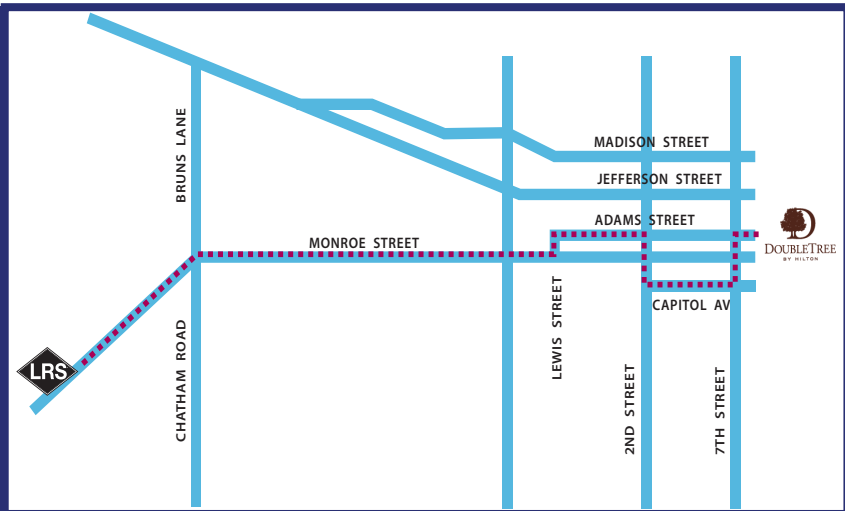 BRUNS LANE
MADISON STREET
JEFFERSON STREET
ADAMS STREET
MONROE STREET
D
DOUBLETREE
BY HILTON
LEWIS STREET
CAPITOL AV
LRS
CHATHAM ROAD
2ND STREET
7TH STREET